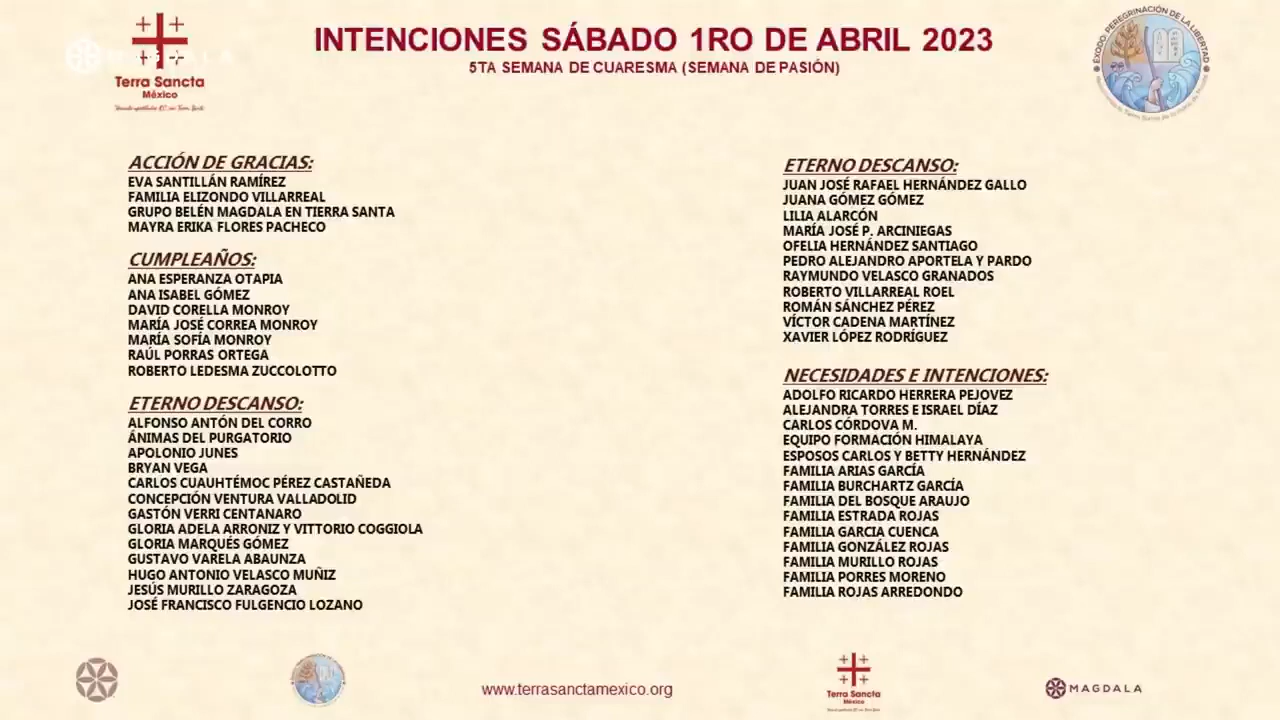 MAGDALA
Terra Sancta
México
INTENCIONES SÁBADO 1RO DE ABRIL 2023
5TA SEMANA DE CUARESMA (SEMANA DE PASIÓN)
ÉXODO: PEREGRINACIÓN DE LA LIBERTAD
ACCIÓN DE GRACIAS:
EVA SANTILLÁN RAMÍREZ
FAMILIA ELIZONDO VILLARREAL
GRUPO BELÉN MAGDALA EN TIERRA SANTA
MAYRA ERIKA FLORES PACHECO
CUMPLEAÑOS:
ANA ESPERANZA OTAPIA
ANA ISABEL GÓMEZ
DAVID CORELLA MONROY
MARÍA JOSÉ CORREA MONROY
MARÍA SOFÍA MONROY
RAÚL PORRAS ORTEGA
ROBERTO LEDESMA ZUCCOLOTTO
ETERNO DESCANSO:
ALFONSO ANTÓN DEL CORRO
ÁNIMAS DEL PURGATORIO
APOLONIO JUNES
BRYAN VEGA
CARLOS CUAUHTÉMOC PÉREZ CASTAÑEDA
CONCEPCIÓN VENTURA VALLADOLID
GASTÓN VERRI CENTANARO
GLORIA ADELA ARRONIZ Y VITTORIO COGGIOLA
GLORIA MARQUÉS GÓMEZ
GUSTAVO VARELA ABAUNZA
HUGO ANTONIO VELASCO MUÑIZ
JESÚS MURILLO ZARAGOZA
JOSÉ FRANCISCO FULGENCIO LOZANO
ETERNO DESCANSO:
JUAN JOSÉ RAFAEL HERNÁNDEZ GALLO
JUANA GÓMEZ GÓMEZ
LILIA ALARCÓN
MARÍA JOSÉ P. ARCINIEGAS
OFELIA HERNÁNDEZ SANTIAGO
PEDRO ALEJANDRO APORTELA Y PARDO
RAYMUNDO VELASCO GRANADOS
ROBERTO VILLARREAL ROEL
ROMÁN SÁNCHEZ PÉREZ
VÍCTOR CADENA MARTÍNEZ
XAVIER LÓPEZ RODRÍGUEZ
NECESIDADES E INTENCIONES:
ADOLFO RICARDO HERRERA PEJOVEZ
ALEJANDRA TORRES E ISRAEL DÍAZ
CARLOS CÓRDOVA M.
EQUIPO FORMACIÓN HIMALAYA
ESPOSOS CARLOS Y BETTY HERNÁNDEZ
FAMILIA ARIAS GARCÍA
FAMILIA BURCHARTZ GARCÍA
FAMILIA DEL BOSQUE ARAUJO
FAMILIA ESTRADA ROJAS
FAMILIA GARCIA CUENCA
FAMILIA GONZÁLEZ ROJAS
FAMILIA MURILLO ROJAS
FAMILIA PORRES MORENO
FAMILIA ROJAS ARREDONDO
www.terrasanctamexico.org
Terra Sancta
México
MAGDALA